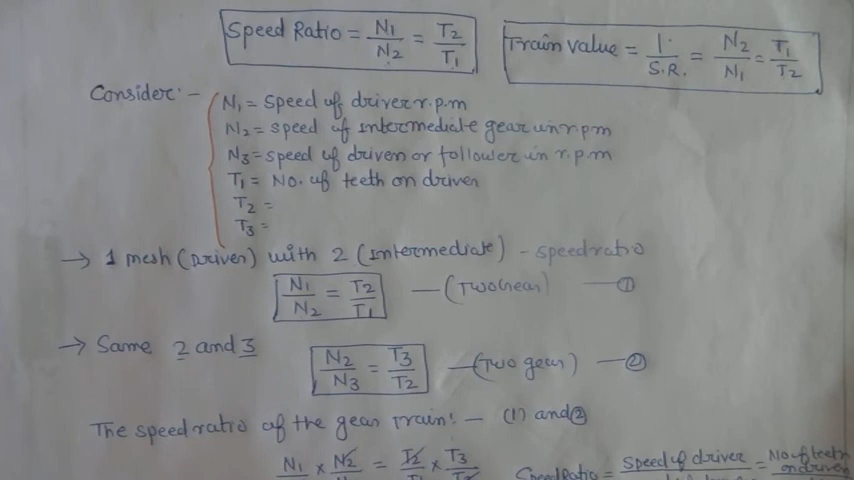 Speed Ratio = N1/N2 = T2/T1
Train Value = 1/S.R. = N2/N1 = T1/T2
Consider:-
N1 = Speed of driver r.p.m
N2 = speed of intermediate gear in r.p.m
N3 = speed of driven or follower in r.p.m
T1 = No. of teeth on driver
T2 =
T3 =
→ 1 mesh (Driver) with 2 (Intermediate) - speed ratio
N1/N2 = T2/T1 — (Two Gear) — ①
→ Same 2 and 3
N2/N3 = T3/T2 — (Two gear) — ②
The speed ratio of the gear train:- (1) and ②
N1 × N2 = T2 × T3
Speed Ratio = Speed of driver = No of teeth on driven